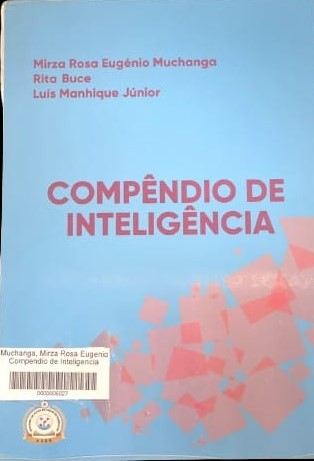 Mirza Rosa Eugénio Muchanga
Rita Buce
Luís Manhique Júnior
COMPÊNDIO DE
INTELIGÊNCIA
Muchanga, Mirza Rosa Eugenio
Compendio de Inteligencia
0000006027